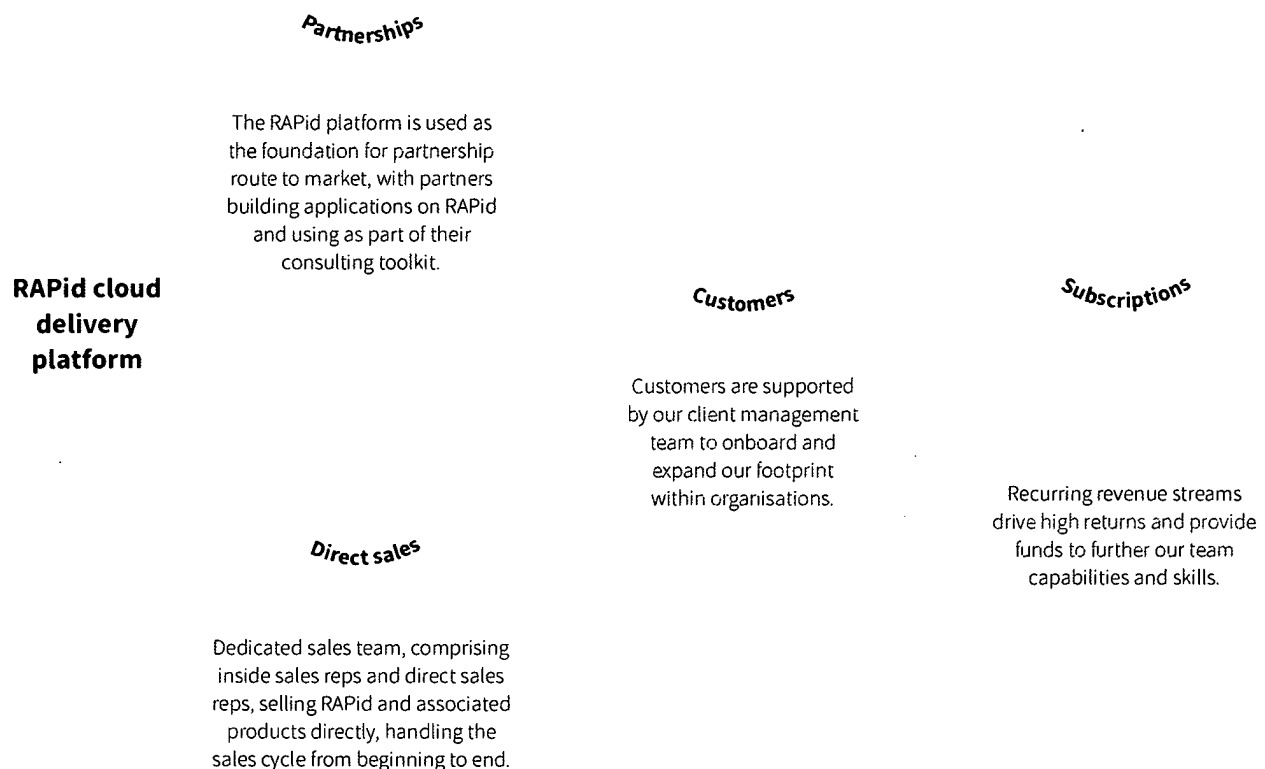 Partnerships
The RAPid platform is used as
the foundation for partnership
route to market, with partners
building applications on RAPid
and using as part of their
consulting toolkit.
RAPid cloud
delivery
platform
Customers
Customers are supported
by our client management
team to onboard and
expand our footprint
within organisations.
Subscriptions
Recurring revenue streams
drive high returns and provide
funds to further our team
capabilities and skills.
Direct sales
Dedicated sales team, comprising
inside sales reps and direct sales
reps, selling RAPid and associated
products directly, handling the
sales cycle from beginning to end.